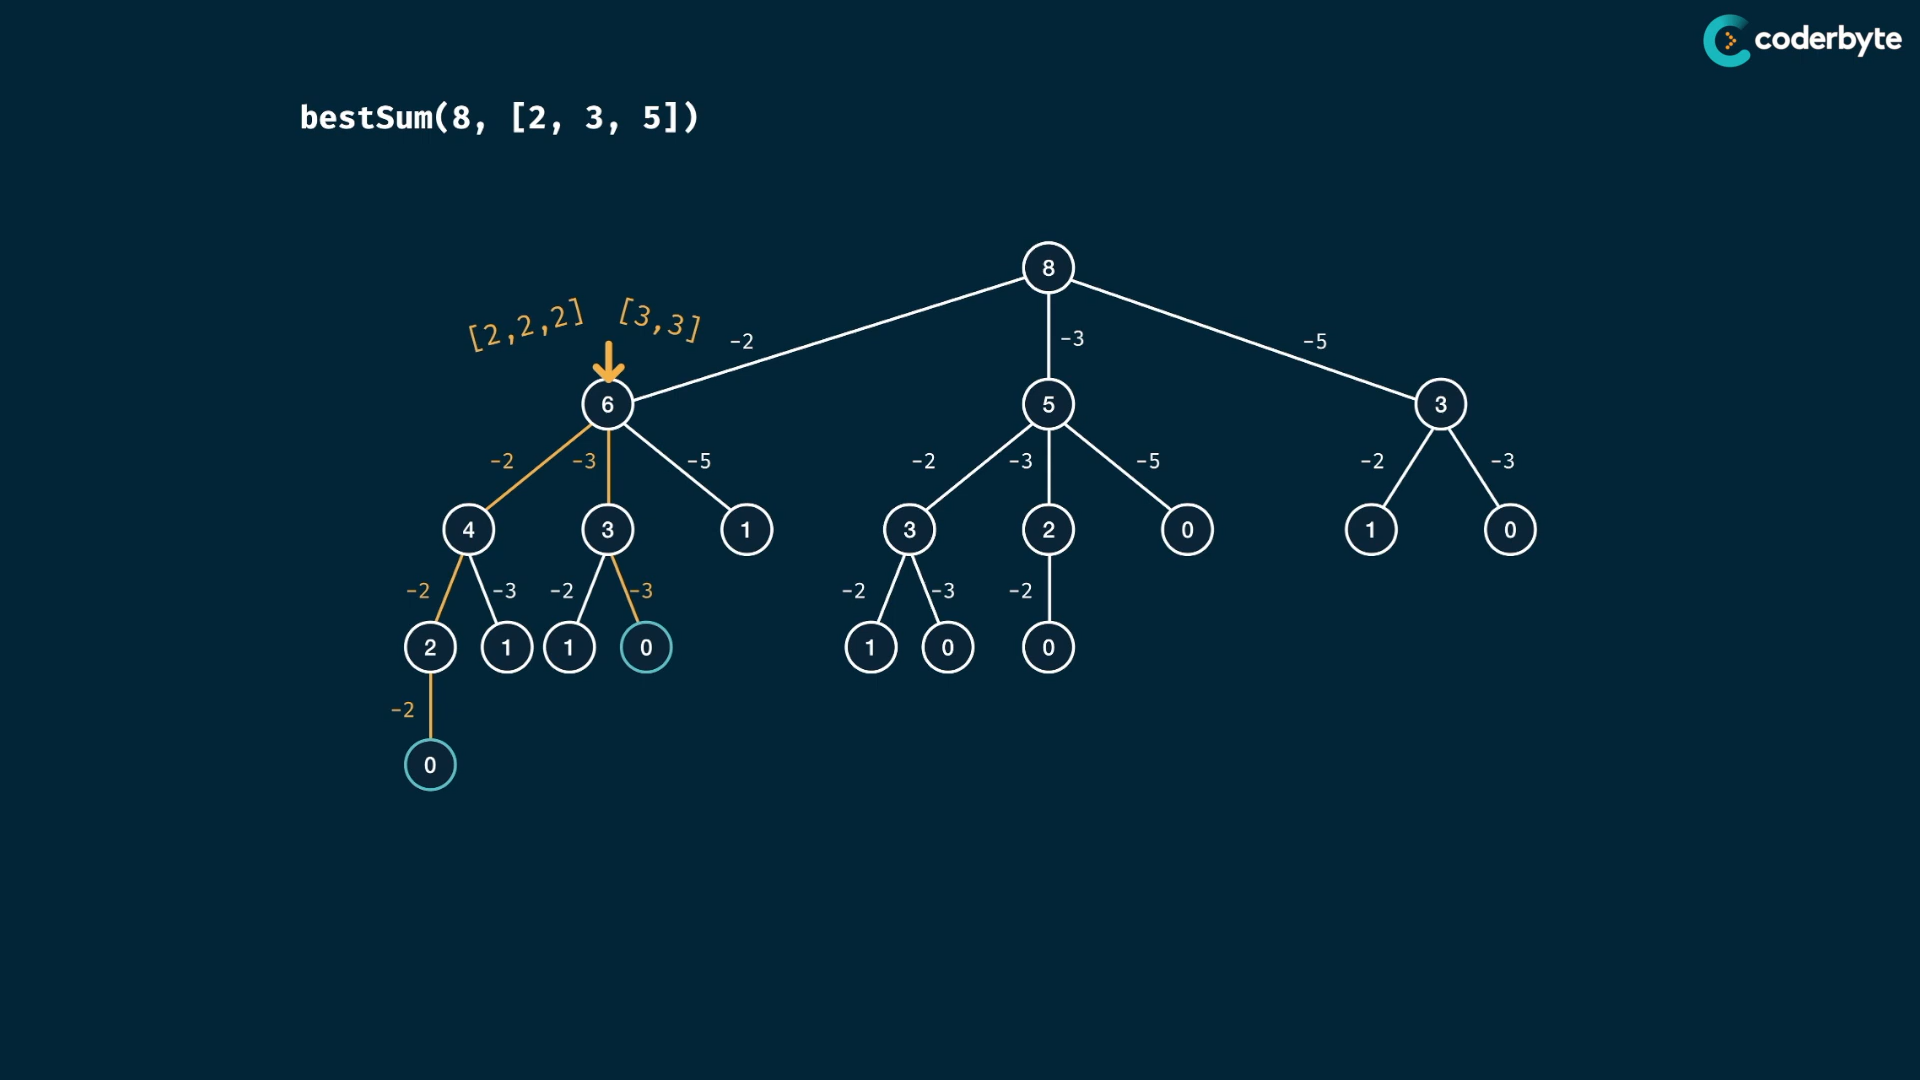 coderbyte
bestSum(8, [2, 3, 5])
8
[2,2,2] [3,3]
-2 -3 -5
6 5 3
-2 -3 -5 -2 -3 -5 -2 -3
4 3 1 3 2 0 1 0
-2 -3 -2 -3 -2 -3 -2
2 1 1 0 1 0 0
-2
0